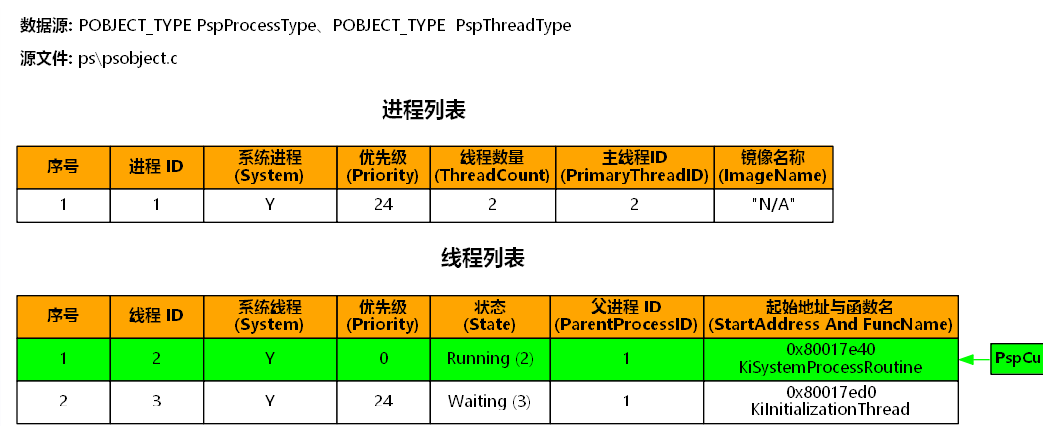 数据源: POBJECT_TYPE PspProcessType、POBJECT_TYPE PspThreadType
源文件: ps\psobject.c
进程列表
序号 进程 ID 系统进程 (System) 优先级 (Priority) 线程数量 (ThreadCount) 主线程ID (PrimaryThreadID) 镜像名称 (ImageName)
1 1 Y 24 2 2 "N/A"
线程列表
序号 线程 ID 系统线程 (System) 优先级 (Priority) 状态 (State) 父进程 ID (ParentProcessID) 起始地址与函数名 (StartAddress And FuncName)
1 2 Y 0 Running (2) 1 0x80017e40 KiSystemProcessRoutine
PspCu
2 3 Y 24 Waiting (3) 1 0x80017ed0 KiInitializationThread